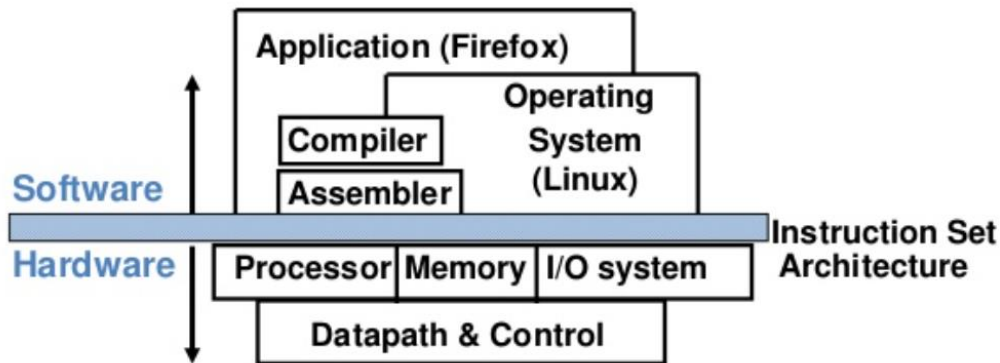 Application (Firefox)
Operating
System
(Linux)
Compiler
Assembler
Software
Instruction Set
Architecture
Hardware
Processor
Memory
I/O system
Datapath & Control